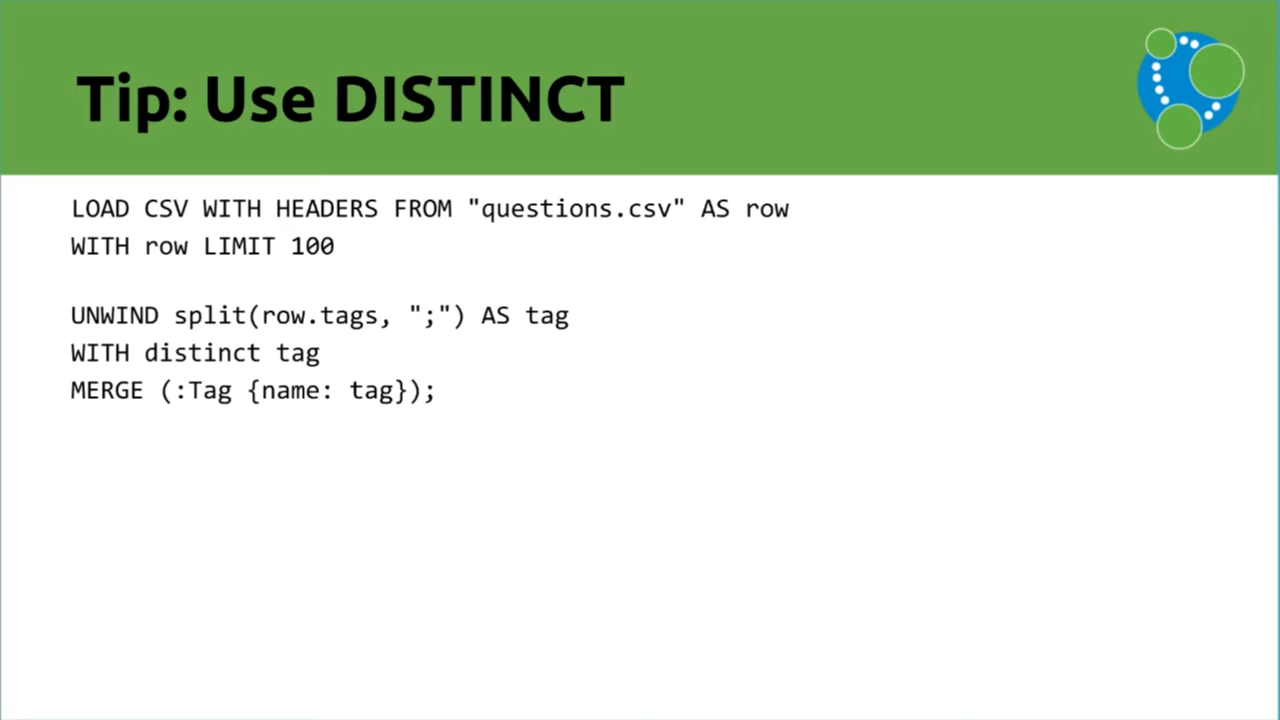 Tip: Use DISTINCT
LOAD CSV WITH HEADERS FROM "questions.csv" AS row
WITH row LIMIT 100
UNWIND split(row.tags, ";") AS tag
WITH distinct tag
MERGE (:Tag {name: tag});